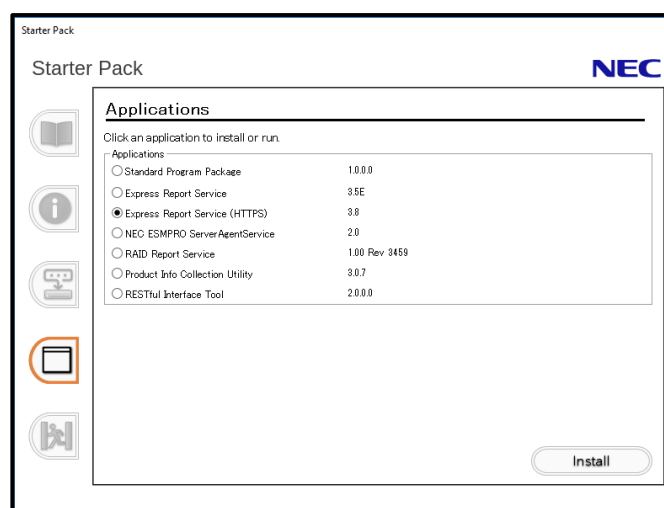 Starter Pack
Starter Pack
NEC
Applications
Click an application to install or run.
Applications
Standard Program Package 1.0.0.0
Express Report Service 3.5E
Express Report Service (HTTPS) 3.8
NEC ESMPRO ServerAgentService 2.0
RAID Report Service 1.00 Rev 3459
Product Info Collection Utility 3.0.7
RESTful Interface Tool 2.0.0.0
Install